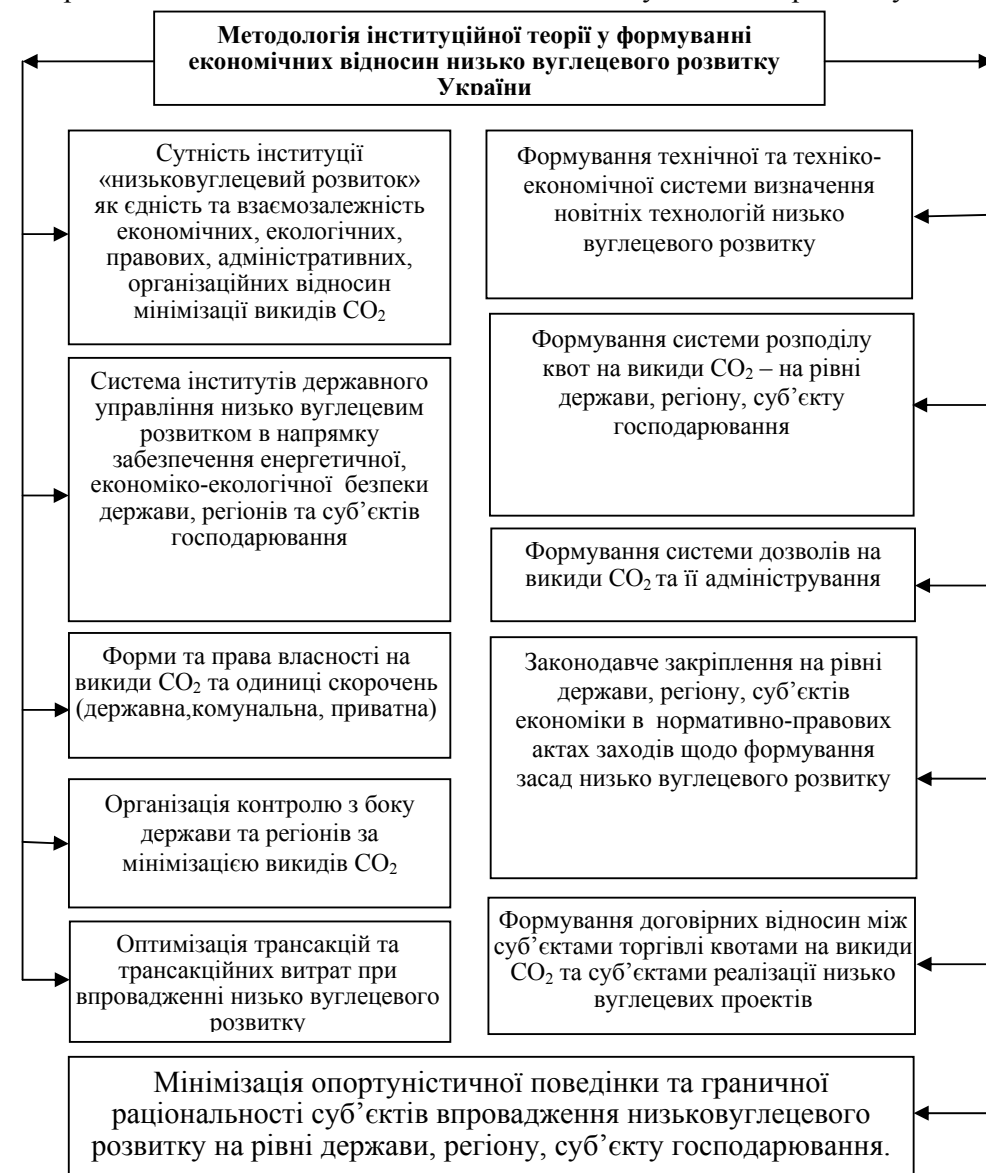 Методологія інституційної теорії у формуванні
економічних відносин низько вуглецевого розвитку
України
Сутність інституції
«низьковуглецевий розвиток»
як єдність та взаємозалежність
економічних, екологічних,
правових, адміністративних,
організаційних відносин
мінімізації викидів СО₂
Система інститутів державного
управління низько вуглецевим
розвитком в напрямку
забезпечення енергетичної,
економіко-екологічної безпеки
держави, регіонів та суб’єктів
господарювання
Форми та права власності на
викиди СО₂ та одиниці скорочень
(державна,комунальна, приватна)
Організація контролю з боку
держави та регіонів за
мінімізацією викидів СО₂
Оптимізація трансакцій та
трансакційних витрат при
впровадженні низько вуглецевого
розвитку
Формування технічної та техніко-
економічної системи визначення
новітніх технологій низько
вуглецевого розвитку
Формування системи розподілу
квот на викиди СО₂ – на рівні
держави, регіону, суб’єкту
господарювання
Формування системи дозволів на
викиди СО₂ та її адміністрування
Законодавче закріплення на рівні
держави, регіону, суб’єктів
економіки в нормативно-правових
актах заходів щодо формування
засад низько вуглецевого розвитку
Формування договірних відносин між
суб’єктами торгівлі квотами на викиди
СО₂ та суб’єктами реалізації низько
вуглецевих проектів
Мінімізація опортуністичної поведінки та граничної
раціональності суб’єктів впровадження низьковуглецевого
розвитку на рівні держави, регіону, суб’єкту господарювання.